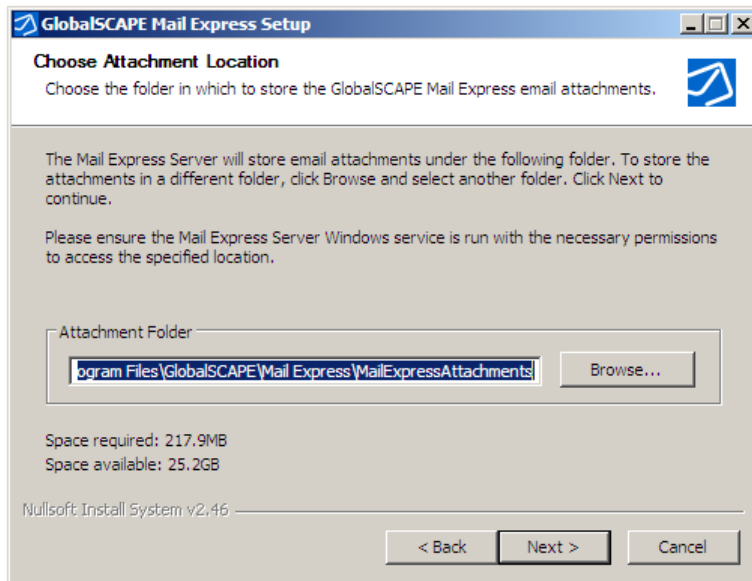 GlobalSCAPE Mail Express Setup
Choose Attachment Location
Choose the folder in which to store the GlobalSCAPE Mail Express email attachments.
The Mail Express Server will store email attachments under the following folder. To store the
attachments in a different folder, click Browse and select another folder. Click Next to
continue.
Please ensure the Mail Express Server Windows service is run with the necessary permissions
to access the specified location.
Attachment Folder
ogram Files\GlobalSCAPE\Mail Express\MailExpressAttachments
Browse...
Space required: 217.9MB
Space available: 25.2GB
Nullsoft Install System v2.46
< Back
Next >
Cancel